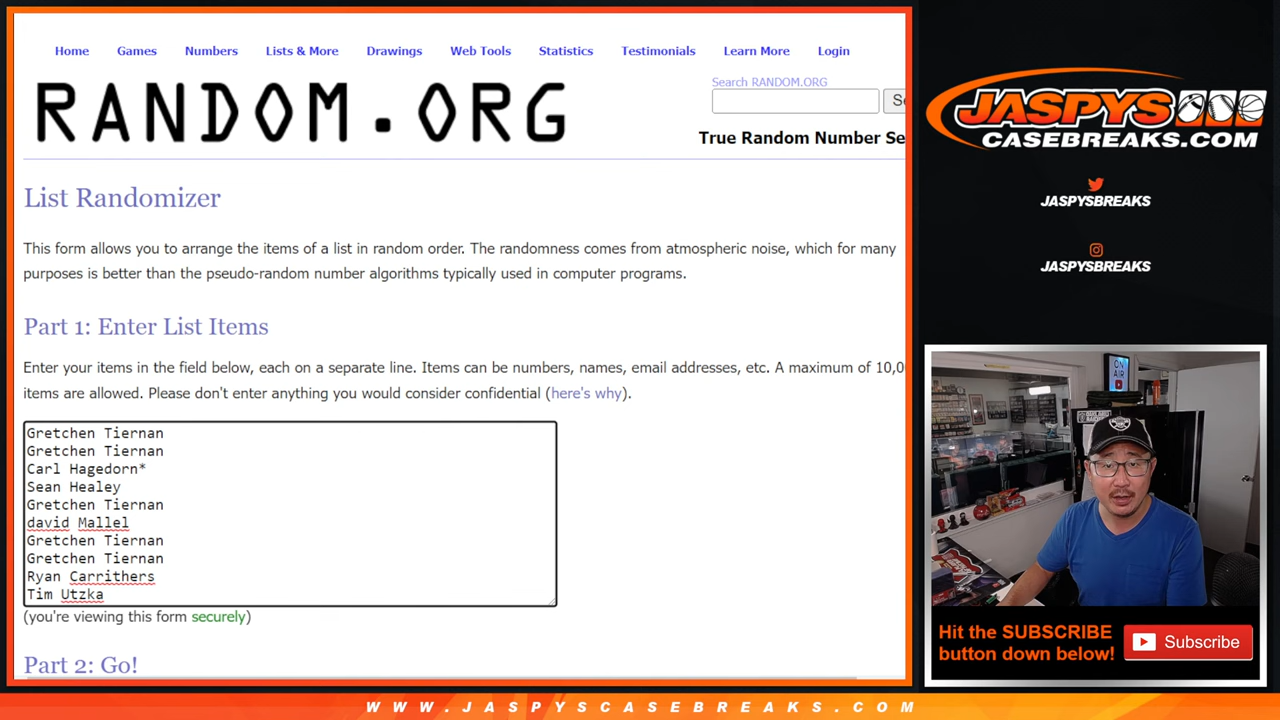 Home Games Numbers Lists & More Drawings Web Tools Statistics Testimonials Learn More Login
RANDOM.ORG
Search RANDOM.ORG
True Random Number Se
List Randomizer
This form allows you to arrange the items of a list in random order. The randomness comes from atmospheric noise, which for many
purposes is better than the pseudo-random number algorithms typically used in computer programs.
Part 1: Enter List Items
Enter your items in the field below, each on a separate line. Items can be numbers, names, email addresses, etc. A maximum of 10,0
items are allowed. Please don't enter anything you would consider confidential (here's why).
Gretchen Tiernan
Gretchen Tiernan
Carl Hagedorn*
Sean Healey
Gretchen Tiernan
david Mallel
Gretchen Tiernan
Gretchen Tiernan
Ryan Carrithers
Tim Utzka
(you're viewing this form securely)
Part 2: Go!
JASPYS
CASEBREAKS.COM
JASPYSBREAKS
JASPYSBREAKS
ON
AIR
Hit the SUBSCRIBE
button down below!
Subscribe
WWW.JASPYSCASEBREAKS.COM